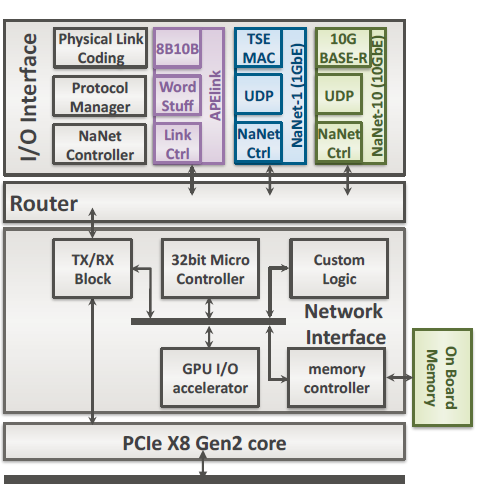 I/O Interface
Physical Link
Coding
Protocol
Manager
NaNet
Controller
8B10B
Word
Stuff
Link
Ctrl
APElink
TSE
MAC
UDP
NaNet
Ctrl
NaNet-1 (1GbE)
10G
BASE-R
UDP
NaNet
Ctrl
NaNet-10 (10GbE)
Router
TX/RX
Block
32bit Micro
Controller
Custom
Logic
Network
Interface
GPU I/O
accelerator
memory
controller
On Board
Memory
PCIe X8 Gen2 core